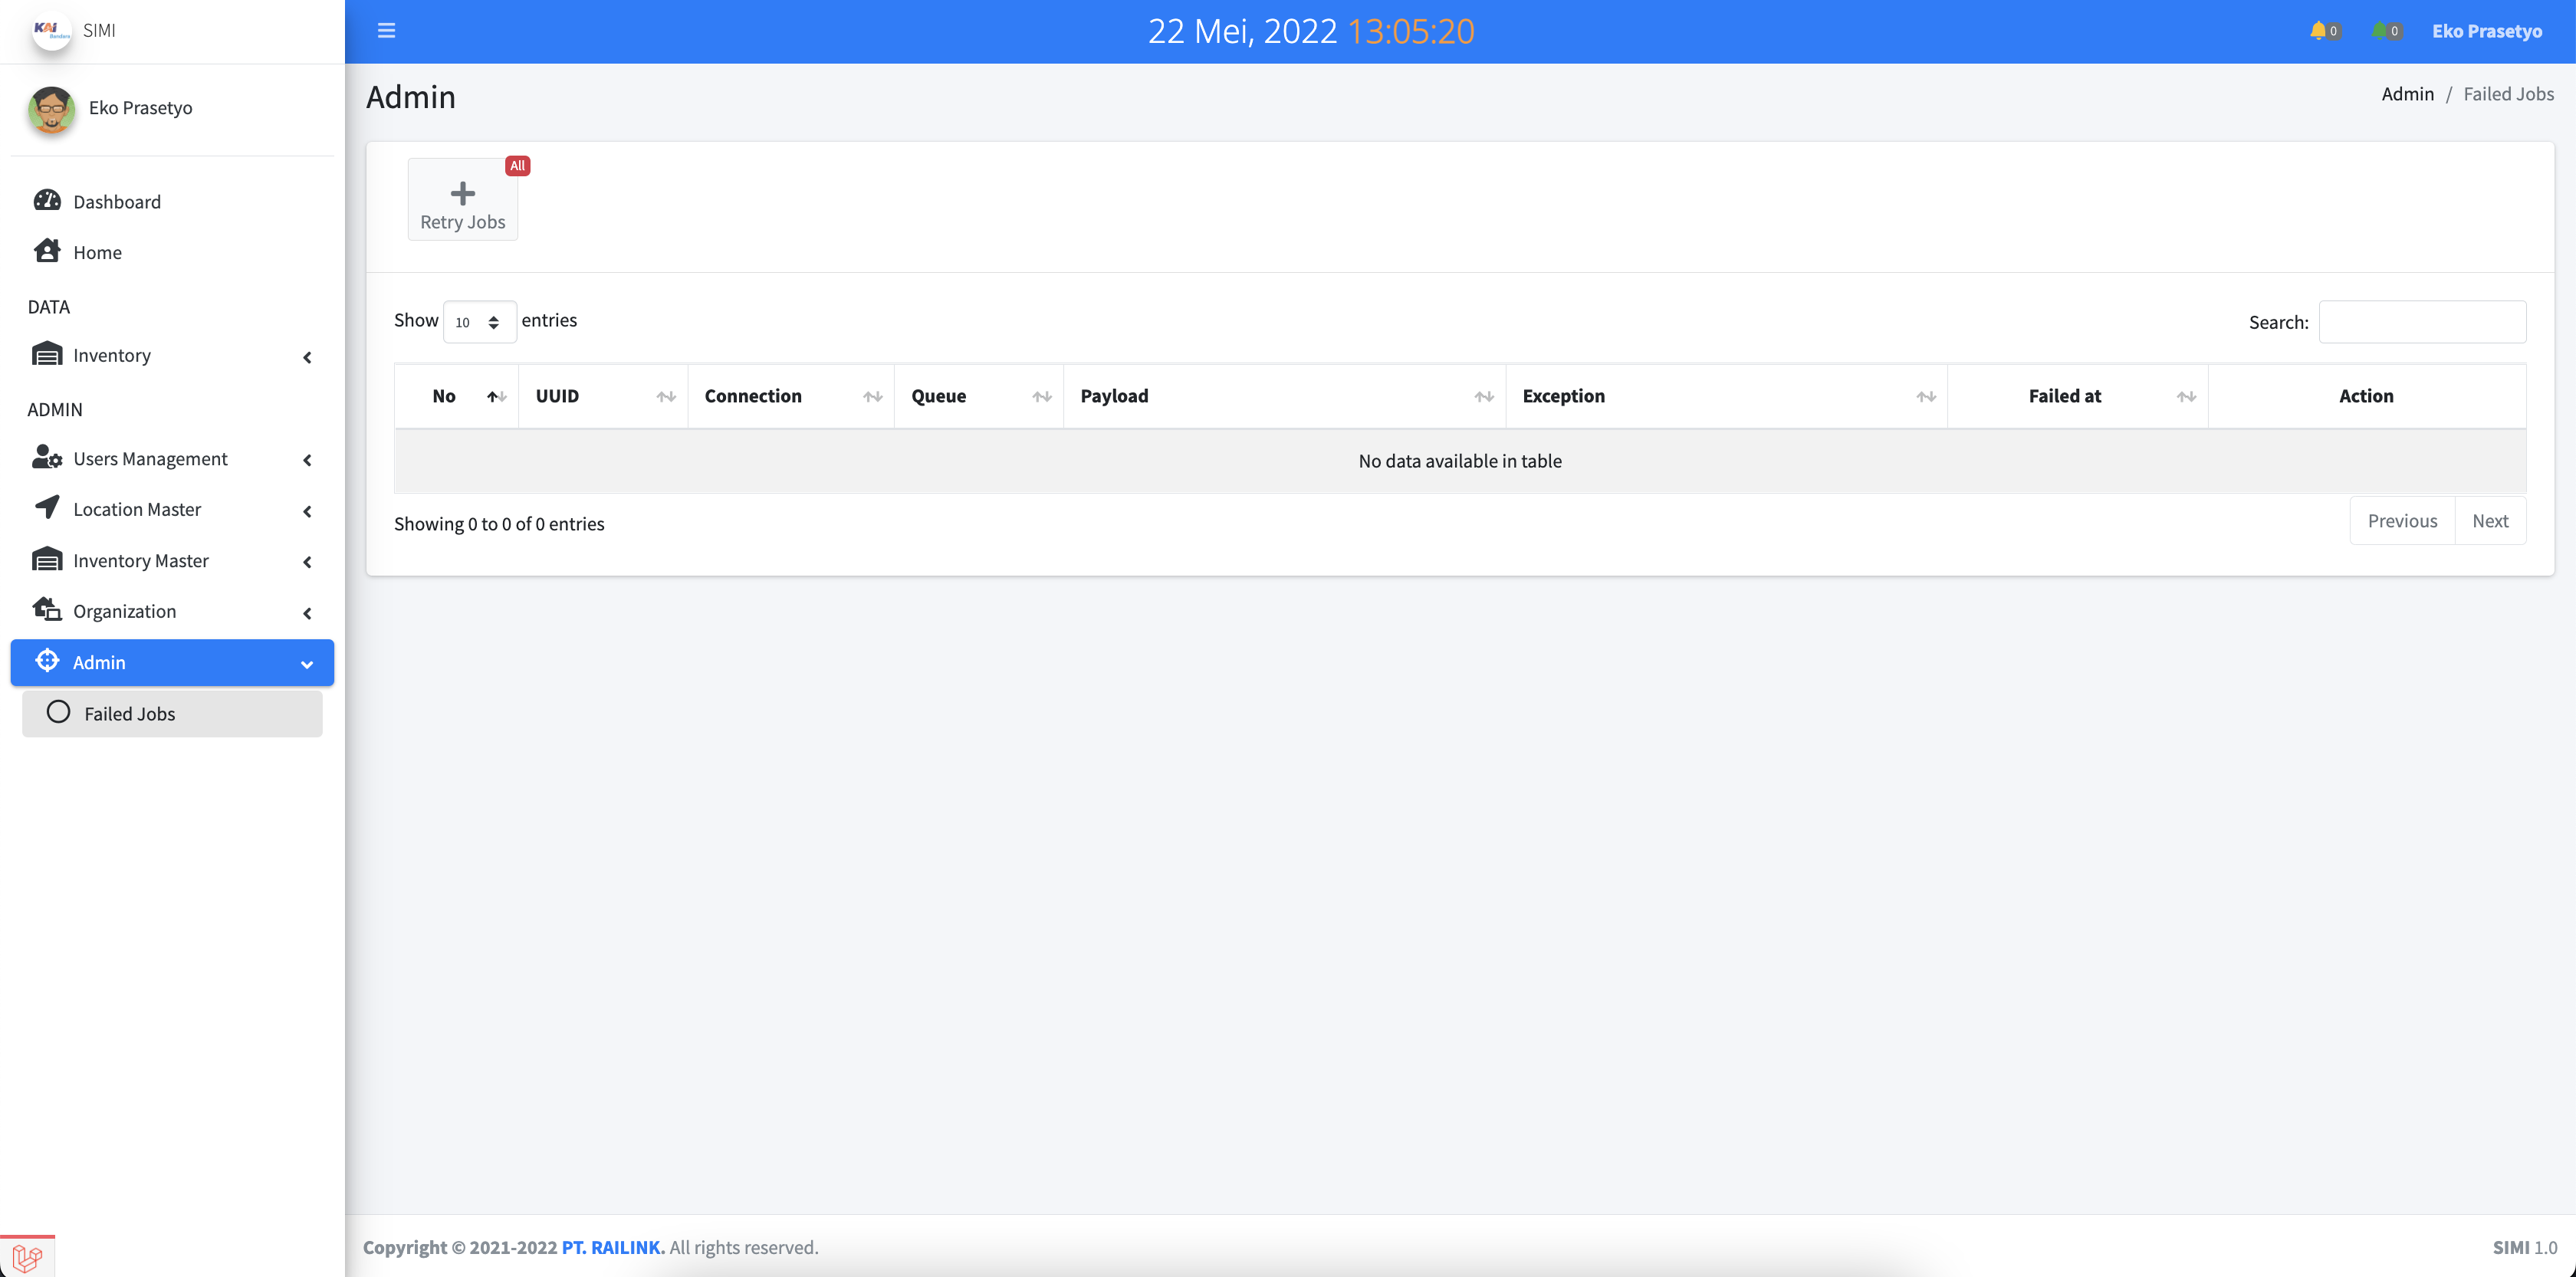 KAI Bandara SIMI
22 Mei, 2022 13:05:20
0 0 Eko Prasetyo
Eko Prasetyo
Dashboard
Home
DATA
Inventory
ADMIN
Users Management
Location Master
Inventory Master
Organization
Admin
Failed Jobs
Admin
Admin / Failed Jobs
All
Retry Jobs
Show 10 entries
Search:
No UUID Connection Queue Payload Exception Failed at Action
No data available in table
Showing 0 to 0 of 0 entries
Previous Next
Copyright © 2021-2022 PT. RAILINK. All rights reserved.
SIMI 1.0